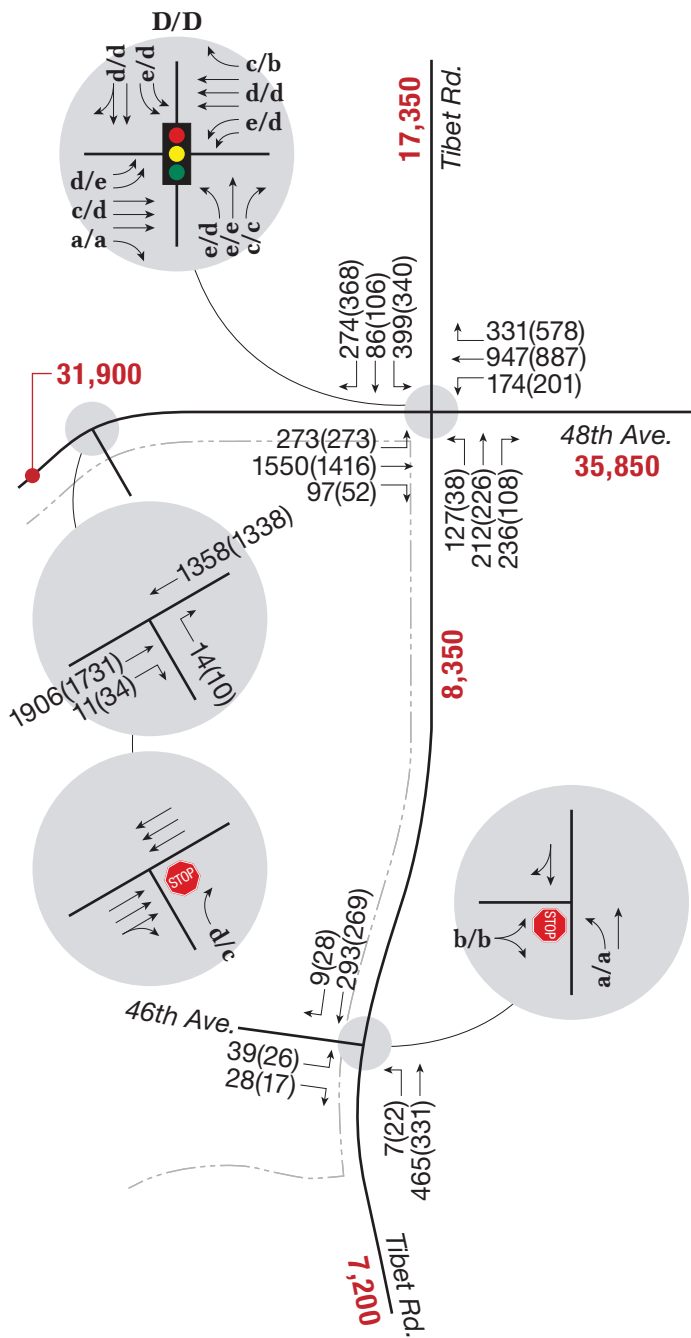 D/D
d/d
e/d
c/b
d/d
e/d
d/e
c/d
a/a
e/d
e/e
c/c
17,350
Tibet Rd.
274(368)
86(106)
399(340)
331(578)
947(887)
174(201)
31,900
48th Ave.
35,850
273(273)
1550(1416)
97(52)
127(38)
212(226)
236(108)
1358(1338)
1906(1731)
11(34)
14(10)
8,350
STOP
d/c
STOP
b/b
a/a
9(28)
293(269)
46th Ave.
39(26)
28(17)
7(22)
465(331)
7,200
Tibet Rd.